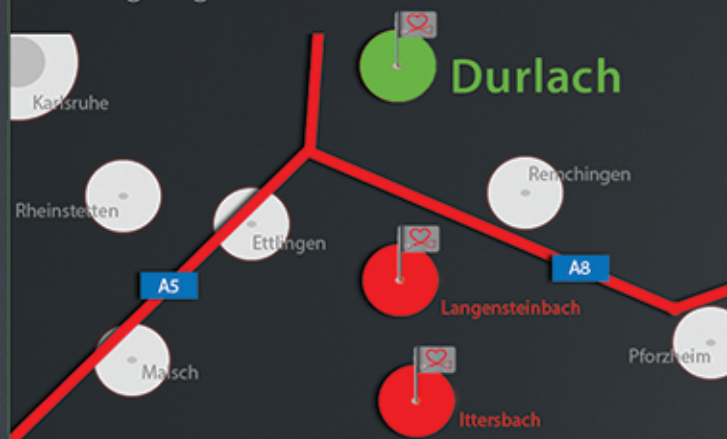 Durlach
Karlsruhe
Remchingen
Rheinstetten
Ettlingen
A8
A5
Langensteinbach
Pforzheim
Malsch
Ittersbach